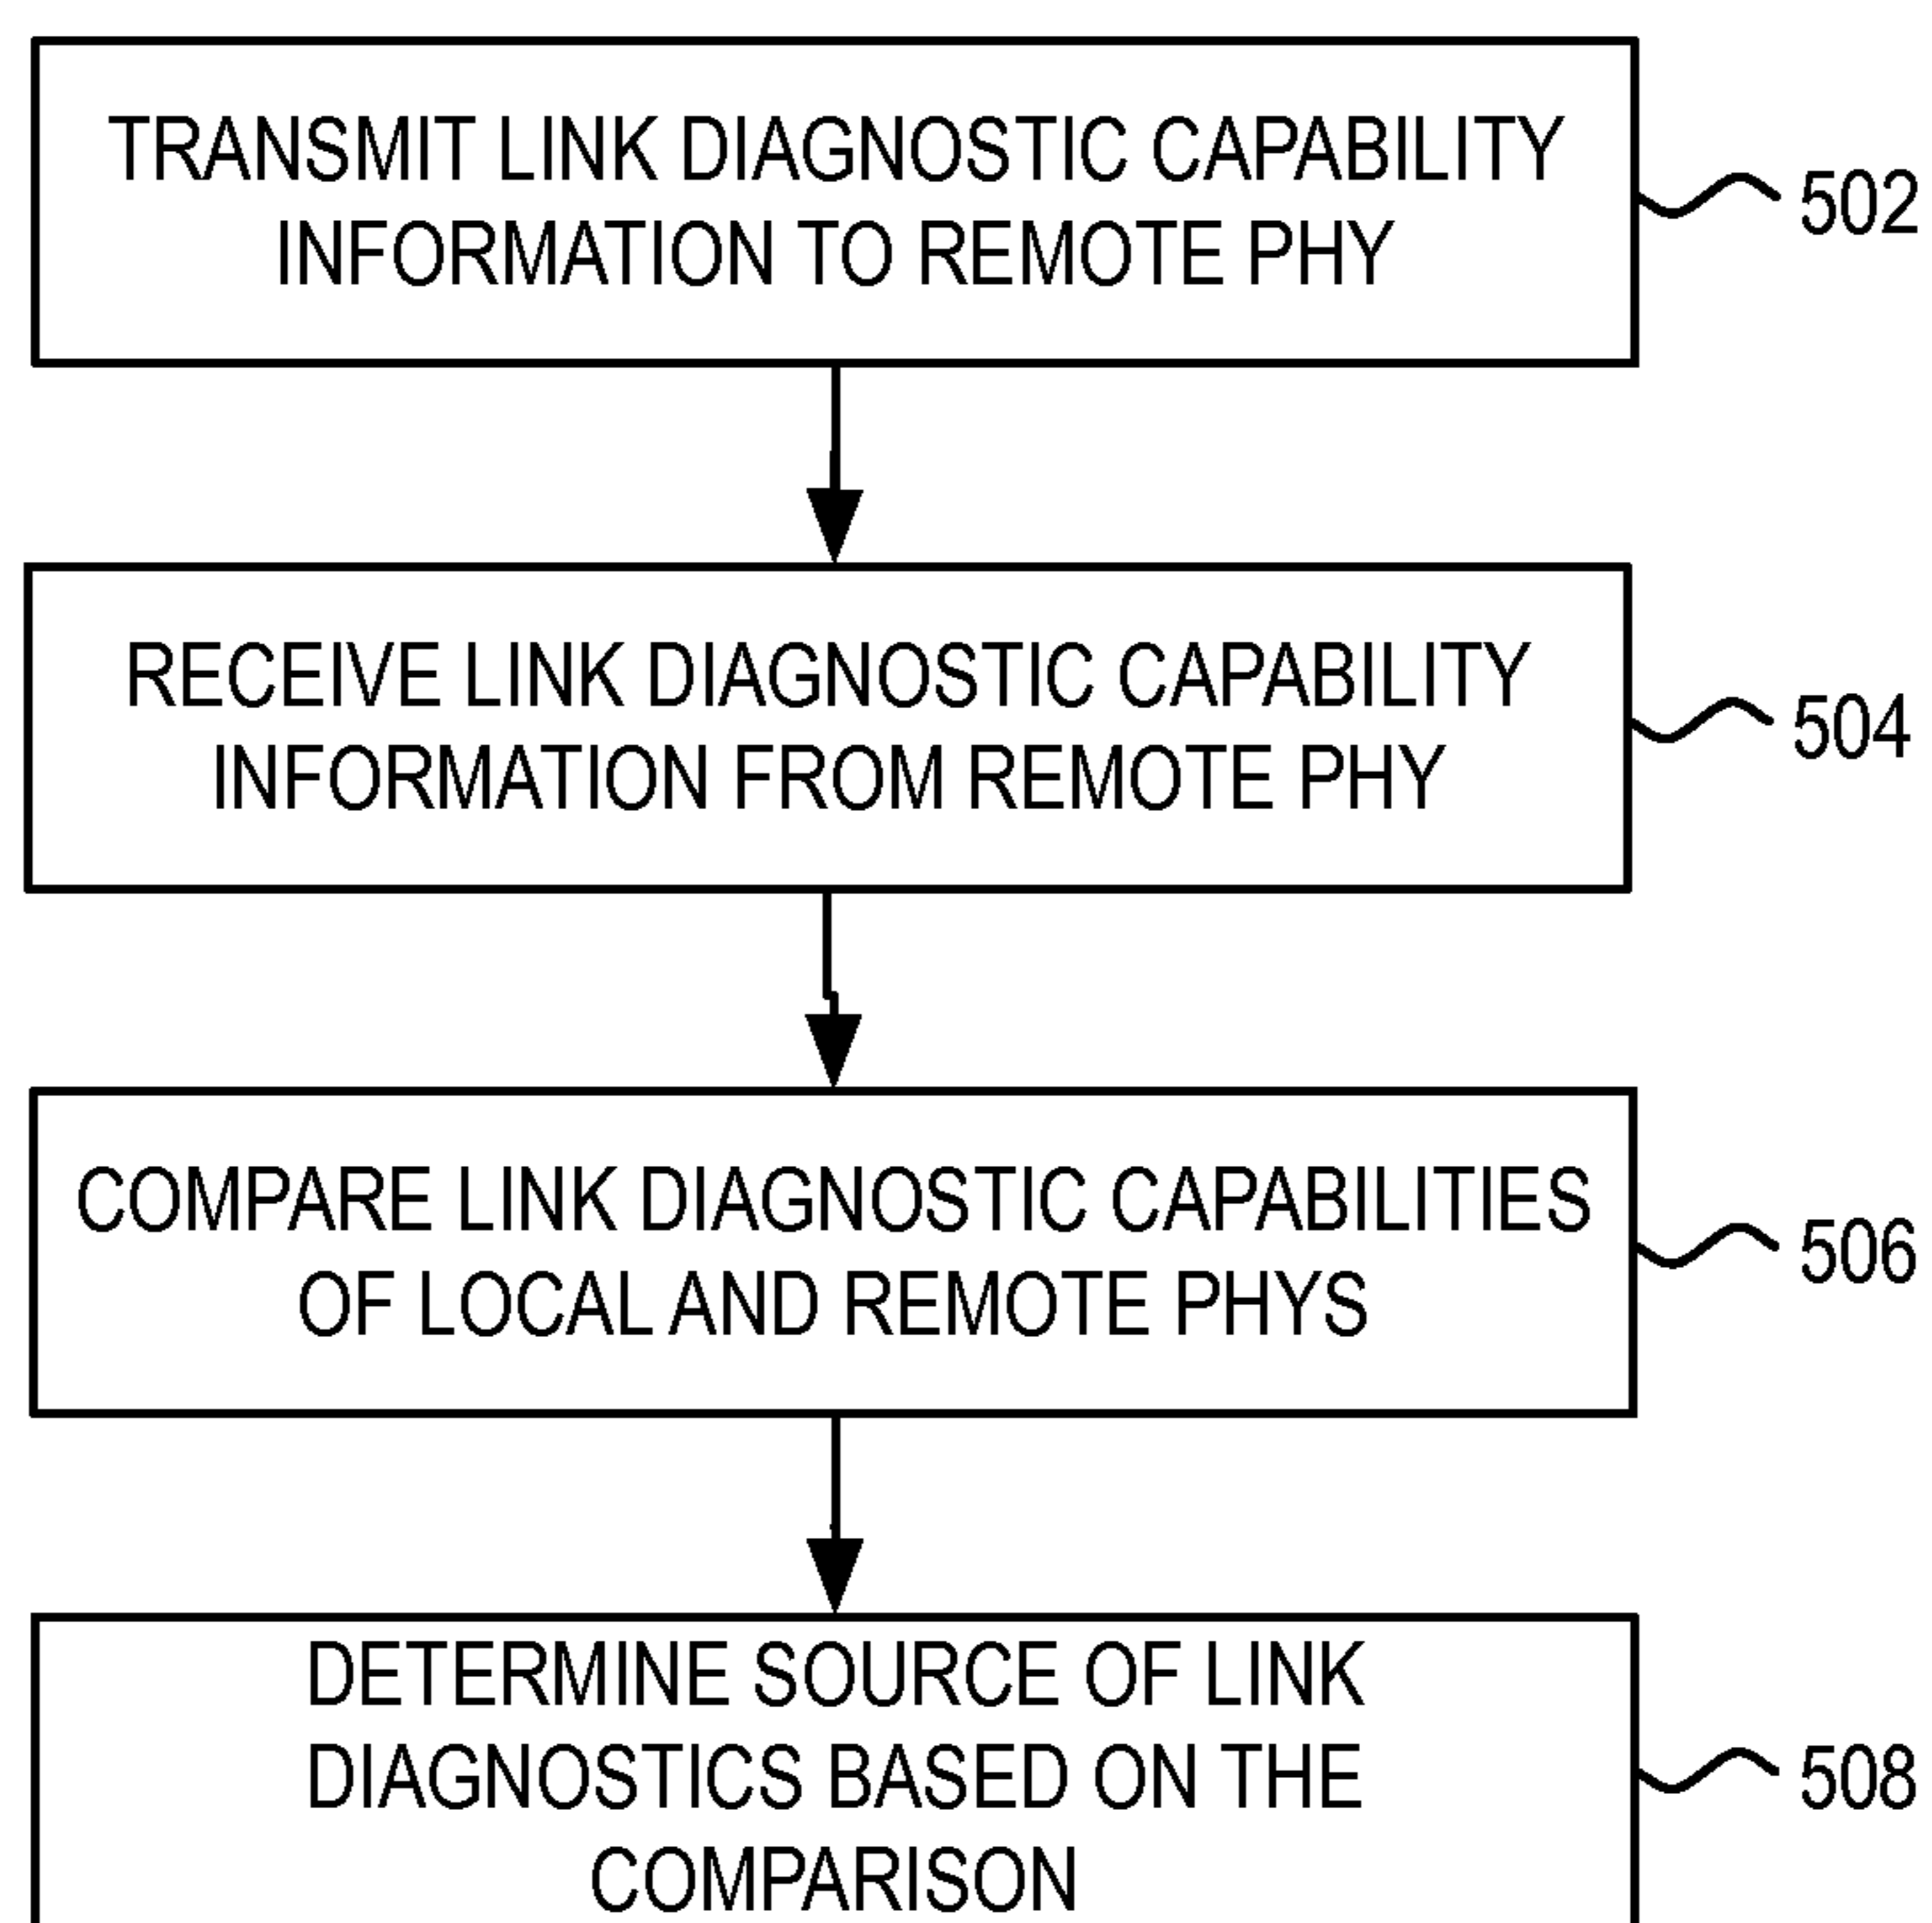 TRANSMIT LINK DIAGNOSTIC CAPABILITY
INFORMATION TO REMOTE PHY
502
RECEIVE LINK DIAGNOSTIC CAPABILITY
INFORMATION FROM REMOTE PHY
504
COMPARE LINK DIAGNOSTIC CAPABILITIES
OF LOCAL AND REMOTE PHYS
506
DETERMINE SOURCE OF LINK
DIAGNOSTICS BASED ON THE
COMPARISON
508